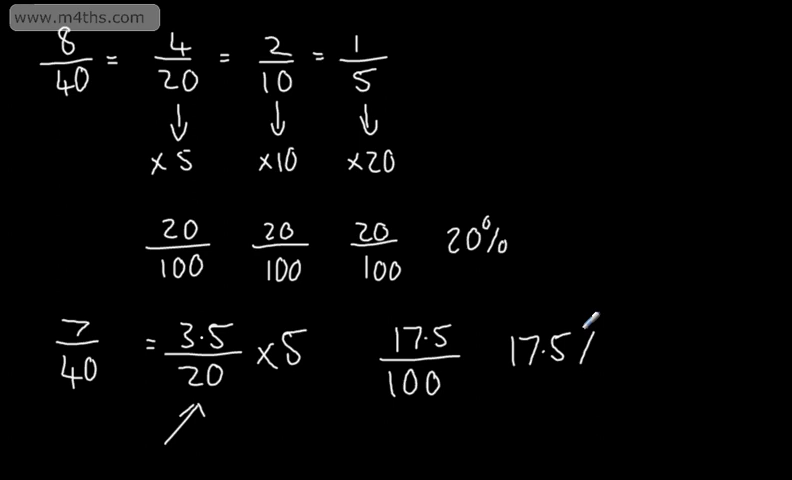 www.m4ths.com
8/40 = 4/20 = 2/10 = 1/5
↓ ↓ ↓
×5 ×10 ×20
20/100 20/100 20/100 20%
7/40 = 3.5/20 ×5 17.5/100 17.5/